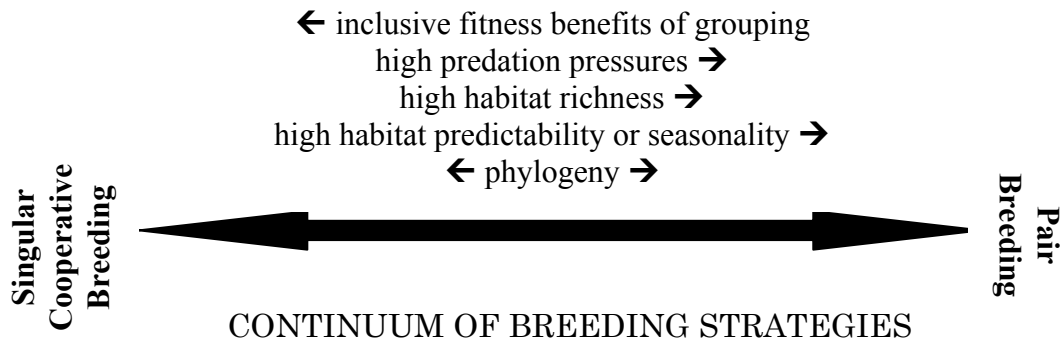 ← inclusive fitness benefits of grouping
high predation pressures →
high habitat richness →
high habitat predictability or seasonality →
← phylogeny →
Singular
Cooperative
Breeding
Pair
Breeding
CONTINUUM OF BREEDING STRATEGIES